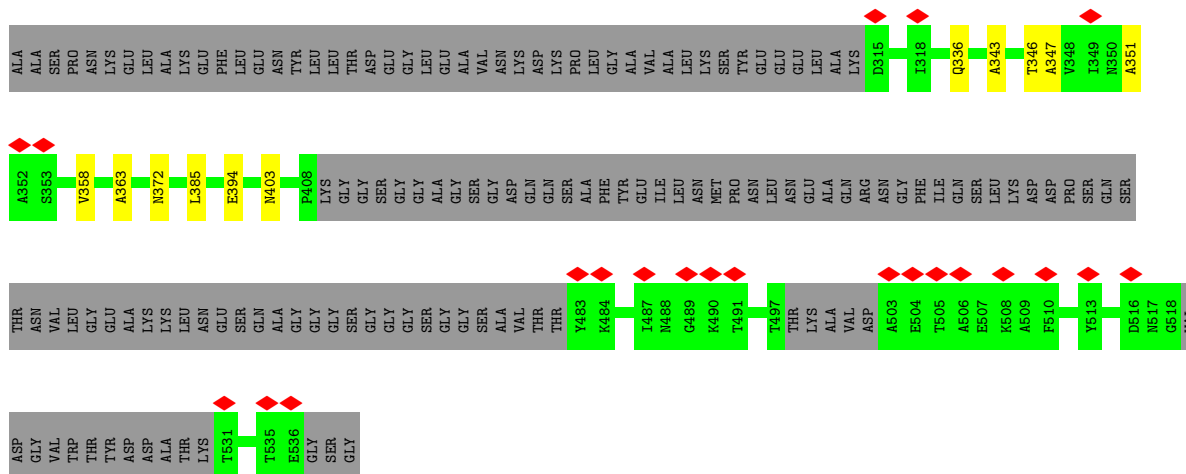 ALA ALA SER PRO ASN LYS GLU LEU ALA LYS GLU PHE LEU GLU ASN TYR LEU LEU THR ASP GLU GLY LEU GLU ALA VAL ASN LYS ASP LYS PRO LEU GLY ALA VAL ALA LEU LYS SER TYR GLU GLU GLU LEU ALA LYS D315 I318 Q336 A343 T346 A347 V348 I349 N350 A351
A352 S353 V358 A363 N372 L385 E394 N403 P408 LYS GLY GLY SER GLY GLY ALA GLY SER GLY ASP GLN GLN SER ALA PHE TYR GLU ILE LEU ASN MET PRO ASN LEU ASN GLU ALA GLN ARG ASN GLY PHE ILE GLN SER LEU LYS ASP ASP PRO SER GLN SER
THR ASN VAL LEU GLY GLU ALA LYS LYS LEU ASN GLU SER GLN ALA GLY GLY GLY SER GLY GLY GLY SER ALA VAL THR THR Y483 K484 I487 N488 G489 K490 T491 T497 THR LYS ALA VAL ASP A503 E504 T505 A506 E507 K508 A509 F510 Y513 D516 N517 G518
ASP GLY VAL TRP THR TYR ASP ASP ALA THR LYS T531 T535 E536 GLY SER GLY